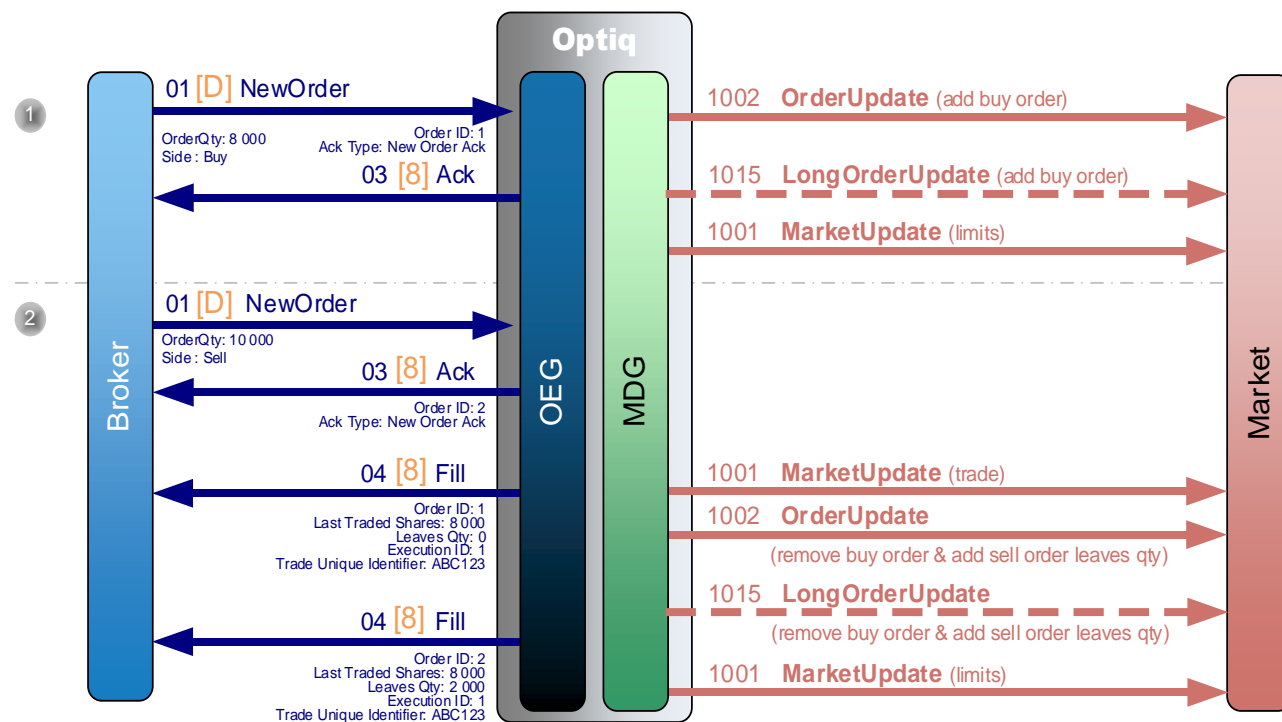 Optiq
1
01 [D] NewOrder
OrderQty: 8 000
Side : Buy
Order ID: 1
Ack Type: New Order Ack
03 [8] Ack
1002 OrderUpdate (add buy order)
1015 LongOrderUpdate (add buy order)
1001 MarketUpdate (limits)
2
01 [D] NewOrder
OrderQty: 10 000
Side : Sell
03 [8] Ack
Order ID: 2
Ack Type: New Order Ack
Broker
OEG
MDG
Market
04 [8] Fill
Order ID: 1
Last Traded Shares: 8 000
Leaves Qty: 0
Execution ID: 1
Trade Unique Identifier: ABC123
1001 MarketUpdate (trade)
1002 OrderUpdate
(remove buy order & add sell order leaves qty)
1015 LongOrderUpdate
(remove buy order & add sell order leaves qty)
04 [8] Fill
Order ID: 2
Last Traded Shares: 8 000
Leaves Qty: 2 000
Execution ID: 1
Trade Unique Identifier: ABC123
1001 MarketUpdate (limits)